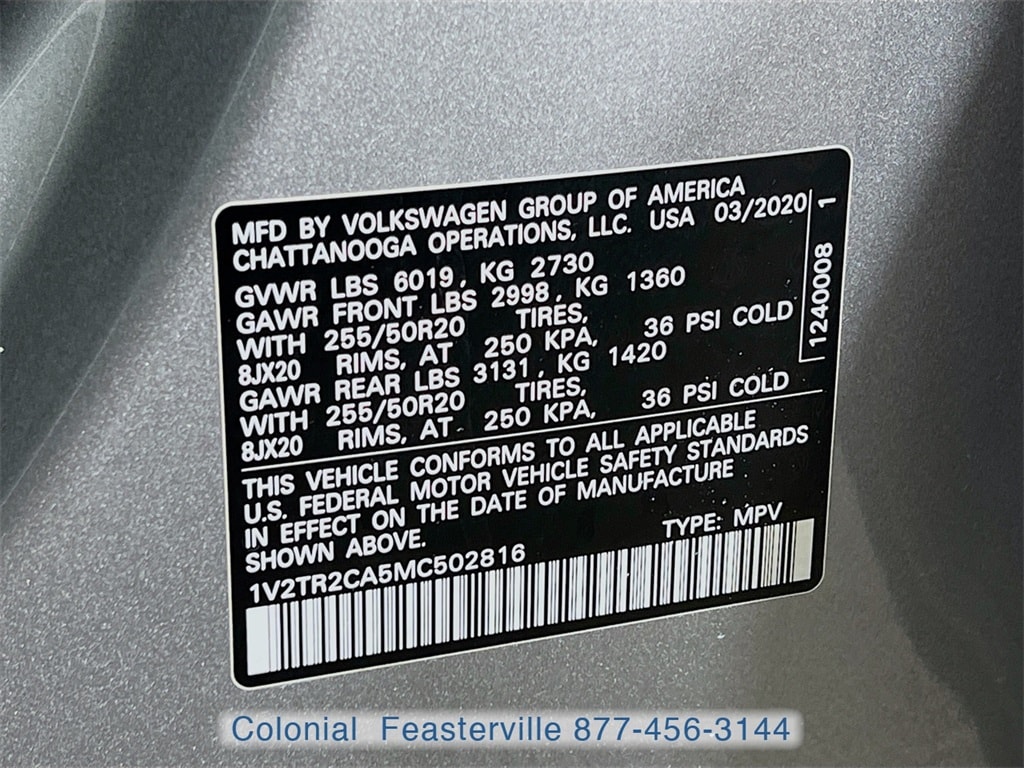 MFD BY VOLKSWAGEN GROUP OF AMERICA
CHATTANOOGA OPERATIONS, LLC. USA 03/2020
GVWR LBS 6019, KG 2730
GAWR FRONT LBS 2998, KG 1360
WITH 255/50R20 TIRES,
8JX20 RIMS, AT 250 KPA, 36 PSI COLD
GAWR REAR LBS 3131, KG 1420
WITH 255/50R20 TIRES,
8JX20 RIMS, AT 250 KPA, 36 PSI COLD
1240008 1
THIS VEHICLE CONFORMS TO ALL APPLICABLE
U.S. FEDERAL MOTOR VEHICLE SAFETY STANDARDS
IN EFFECT ON THE DATE OF MANUFACTURE
SHOWN ABOVE. TYPE: MPV
1V2TR2CA5MC502816
Colonial Feasterville 877-456-3144